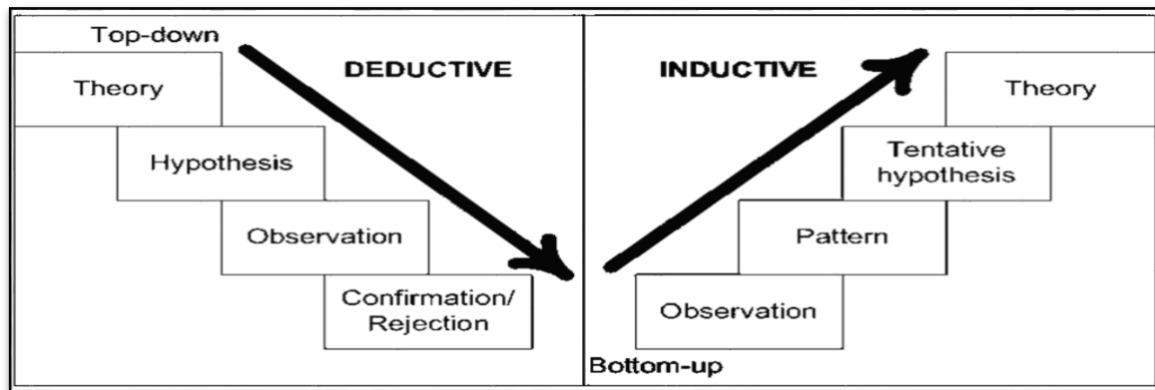 Top-down
DEDUCTIVE
Theory
Hypothesis
Observation
Confirmation/
Rejection
INDUCTIVE
Theory
Tentative
hypothesis
Pattern
Observation
Bottom-up